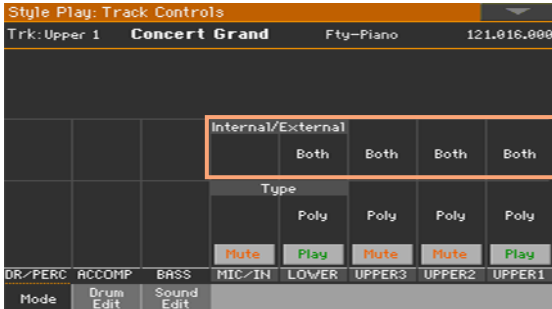 Style Play: Track Controls
Trk:Upper 1 Concert Grand Fty-Piano 121.016.000
Internal/External
Both Both Both Both
Type
Poly Poly Poly Poly
Mute Play Mute Mute Play
DR/PERC ACCOMP BASS MIC/IN LOWER UPPER3 UPPER2 UPPER1
Mode Drum Edit Sound Edit